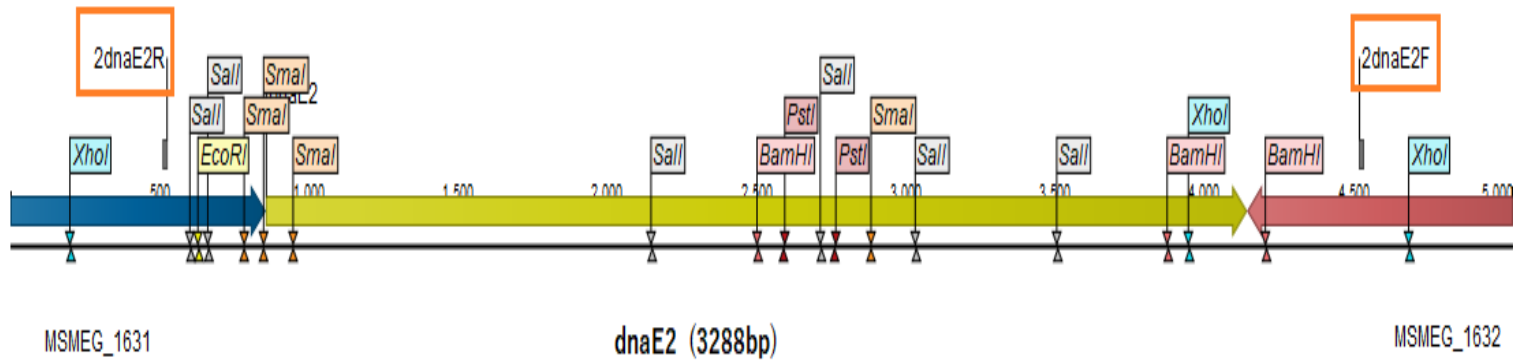 2dnaE2R
2dnaE2F
SalI
SmaI
SalI
dnaE2
SalI
SmaI
PstI
SmaI
XhoI
XhoI
EcoRI
SmaI
SalI
BamHI
PstI
SalI
SalI
BamHI
BamHI
XhoI
500
1,000
1,500
2,000
2,500
3,000
3,500
4,000
4,500
5,000
MSMEG_1631
dnaE2 (3288bp)
MSMEG_1632